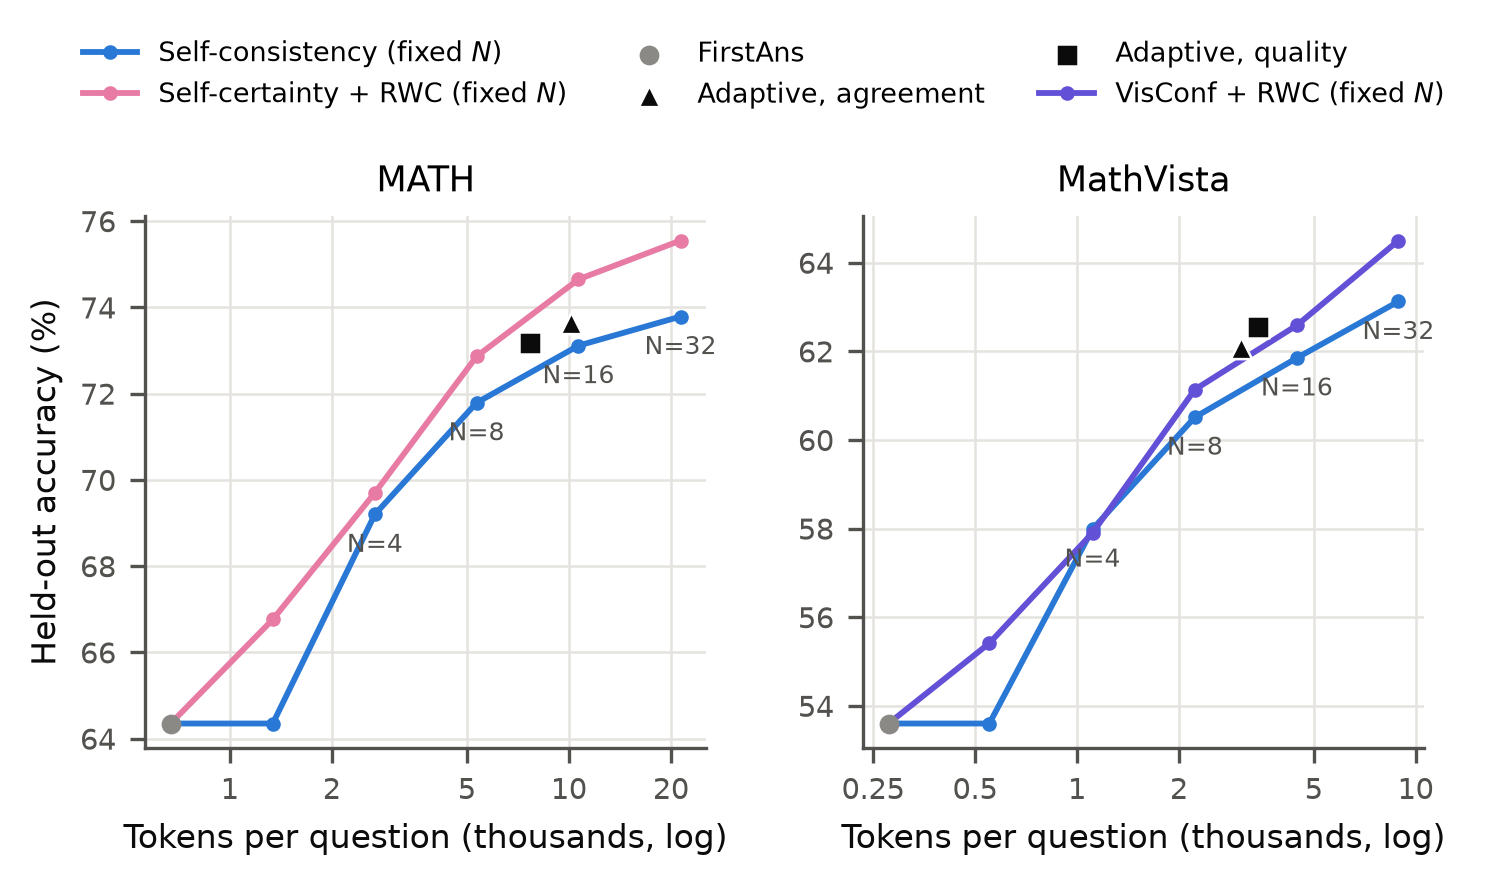 Self-consistency (fixed N)
Self-certainty + RWC (fixed N)
FirstAns
Adaptive, agreement
Adaptive, quality
VisConf + RWC (fixed N)
MATH
Held-out accuracy (%)
76
74
72
70
68
66
64
N=4
N=8
N=16
N=32
1 2 5 10 20
Tokens per question (thousands, log)
MathVista
64
62
60
58
56
54
N=4
N=8
N=16
N=32
0.25 0.5 1 2 5 10
Tokens per question (thousands, log)